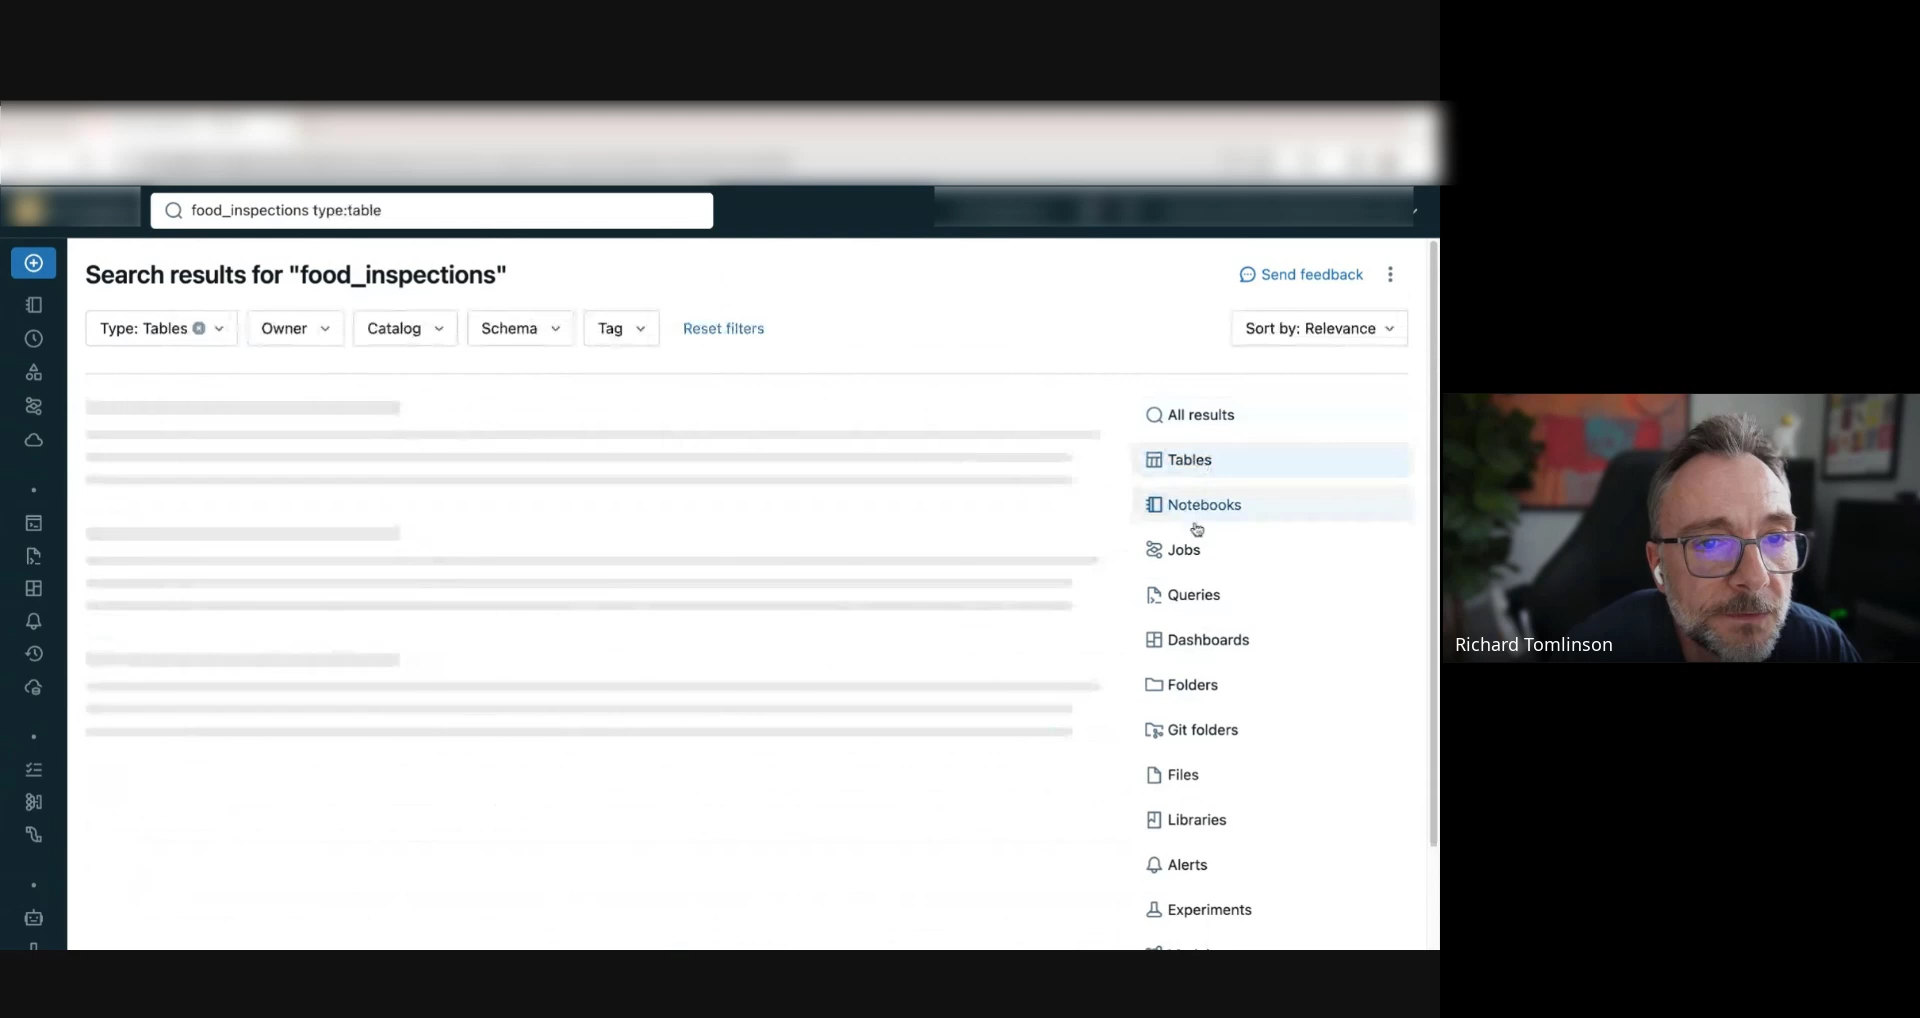 food_inspections type:table
Search results for "food_inspections"
Send feedback
Type: Tables
Owner
Catalog
Schema
Tag
Reset filters
Sort by: Relevance
All results
Tables
Notebooks
Jobs
Queries
Dashboards
Folders
Git folders
Files
Libraries
Alerts
Experiments
Richard Tomlinson